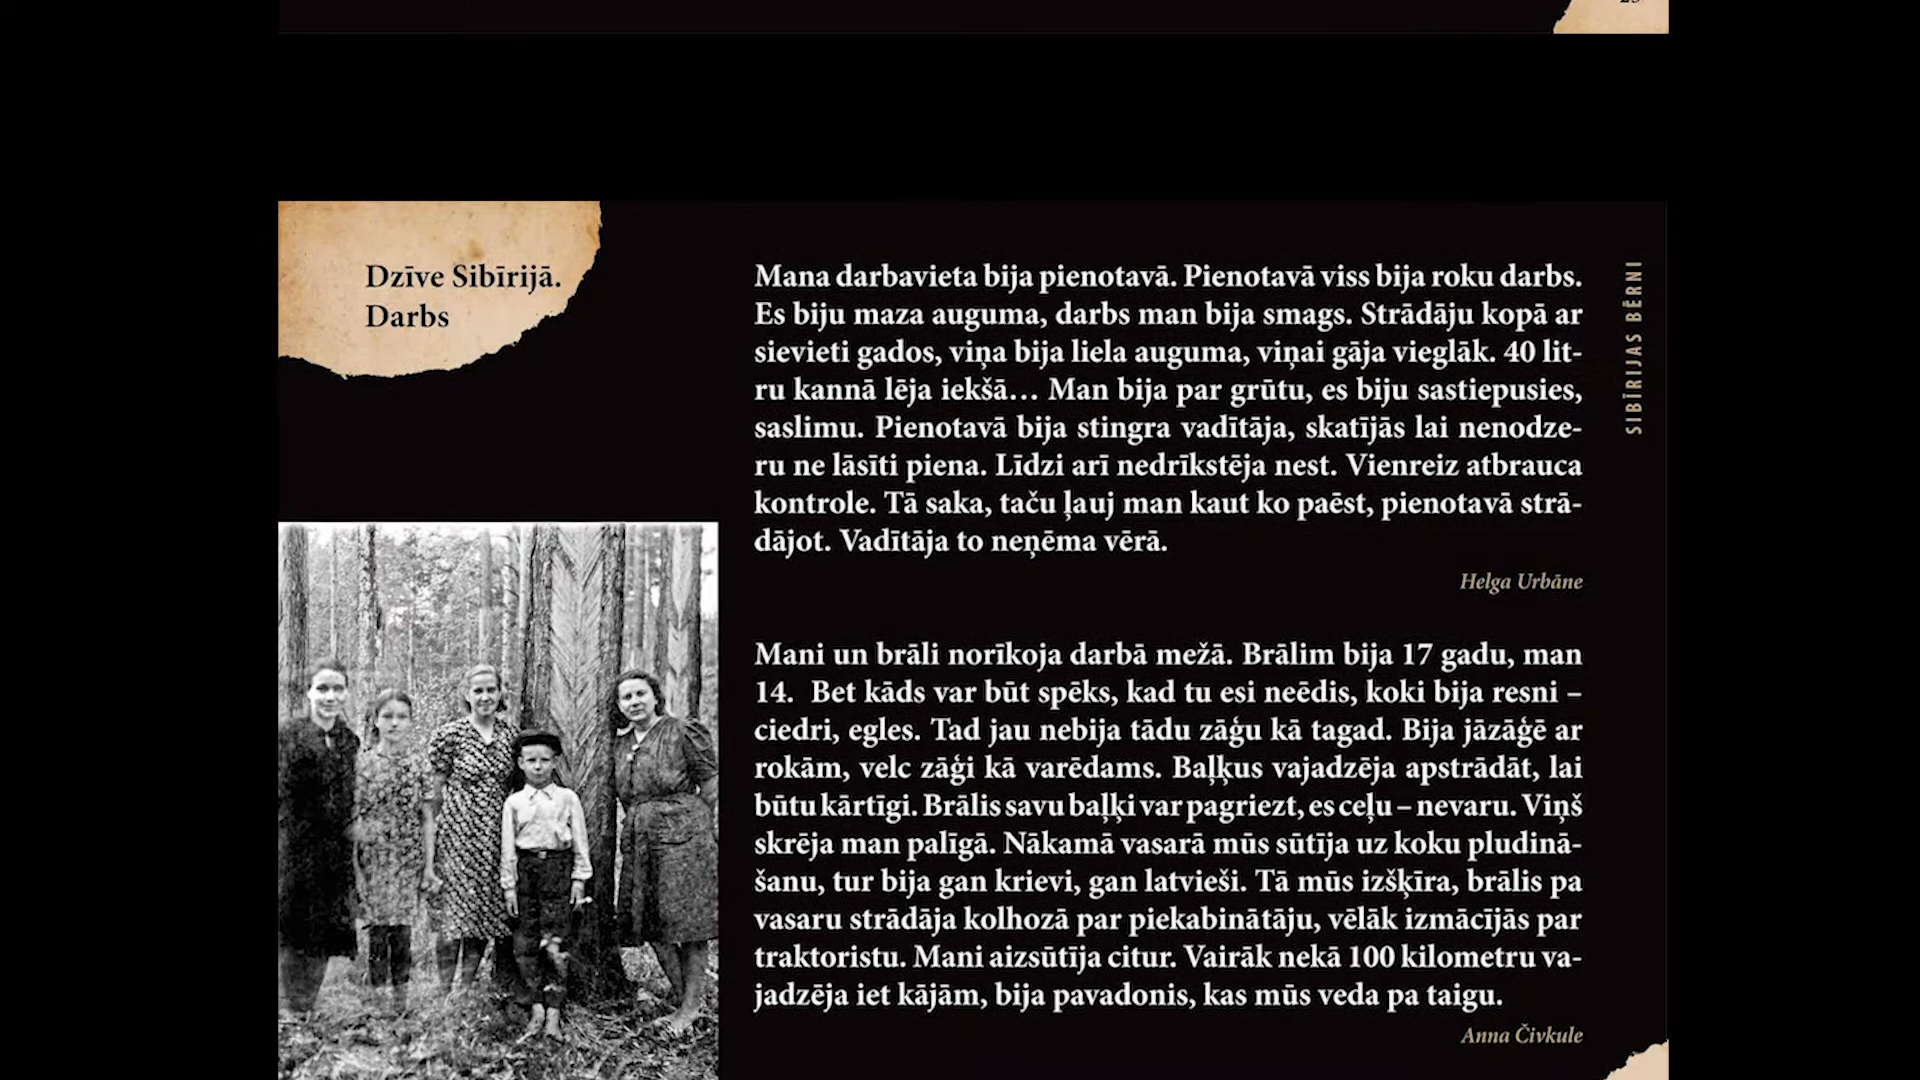 Dzīve Sibīrijā.
Darbs
Mana darbavieta bija pienotavā. Pienotavā viss bija roku darbs.
Es biju maza auguma, darbs man bija smags. Strādāju kopā ar
sievieti gados, viņa bija liela auguma, viņai gāja vieglāk. 40 lit-
ru kannā lēja iekšā… Man bija par grūtu, es biju sastiepusies,
saslimu. Pienotavā bija stingra vadītāja, skatījās lai nenodze-
ru ne lāsīti piena. Līdzi arī nedrīkstēja nest. Vienreiz atbrauca
kontrole. Tā saka, taču ļauj man kaut ko paēst, pienotavā strā-
dājot. Vadītāja to neņēma vērā.
Helga Urbāne
Mani un brāli norīkoja darbā mežā. Brālim bija 17 gadu, man
14. Bet kāds var būt spēks, kad tu esi neēdis, koki bija resni –
ciedri, egles. Tad jau nebija tādu zāģu kā tagad. Bija jāzāģē ar
rokām, velc zāģi kā varēdams. Baļķus vajadzēja apstrādāt, lai
būtu kārtīgi. Brālis savu baļķi var pagriezt, es ceļu – nevaru. Viņš
skrēja man palīgā. Nākamā vasarā mūs sūtīja uz koku pludinā-
šanu, tur bija gan krievi, gan latvieši. Tā mūs izšķīra, brālis pa
vasaru strādāja kolhozā par piekabinātāju, vēlāk izmācījās par
traktoristu. Mani aizsūtīja citur. Vairāk nekā 100 kilometru va-
jadzēja iet kājām, bija pavadonis, kas mūs veda pa taigu.
Anna Čivkule
SIBĪRIJAS BĒRNI